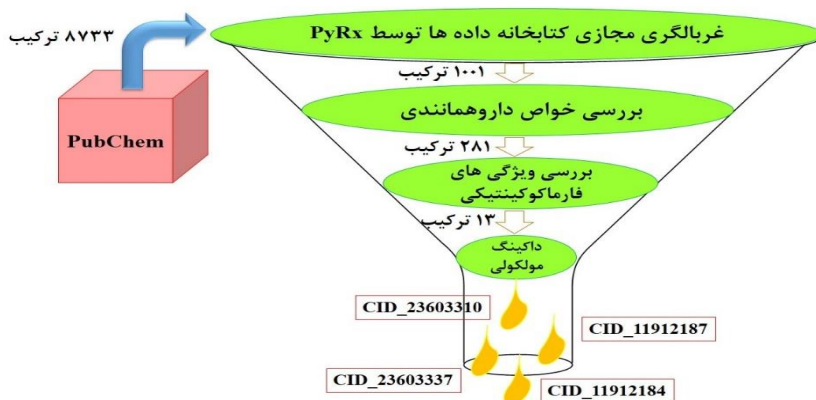 غربالگری مجازی کتابخانه داده ها توسط PyRx
۸۷۳۳ ترکیب
PubChem
۱۰۰۱ ترکیب
بررسی خواص داروهمانندی
۲۸۱ ترکیب
بررسی ویژگی های
فارماکوکینتیکی
۱۳ ترکیب
داکینگ
مولکولی
CID_23603310
CID_11912187
CID_23603337
CID_11912184